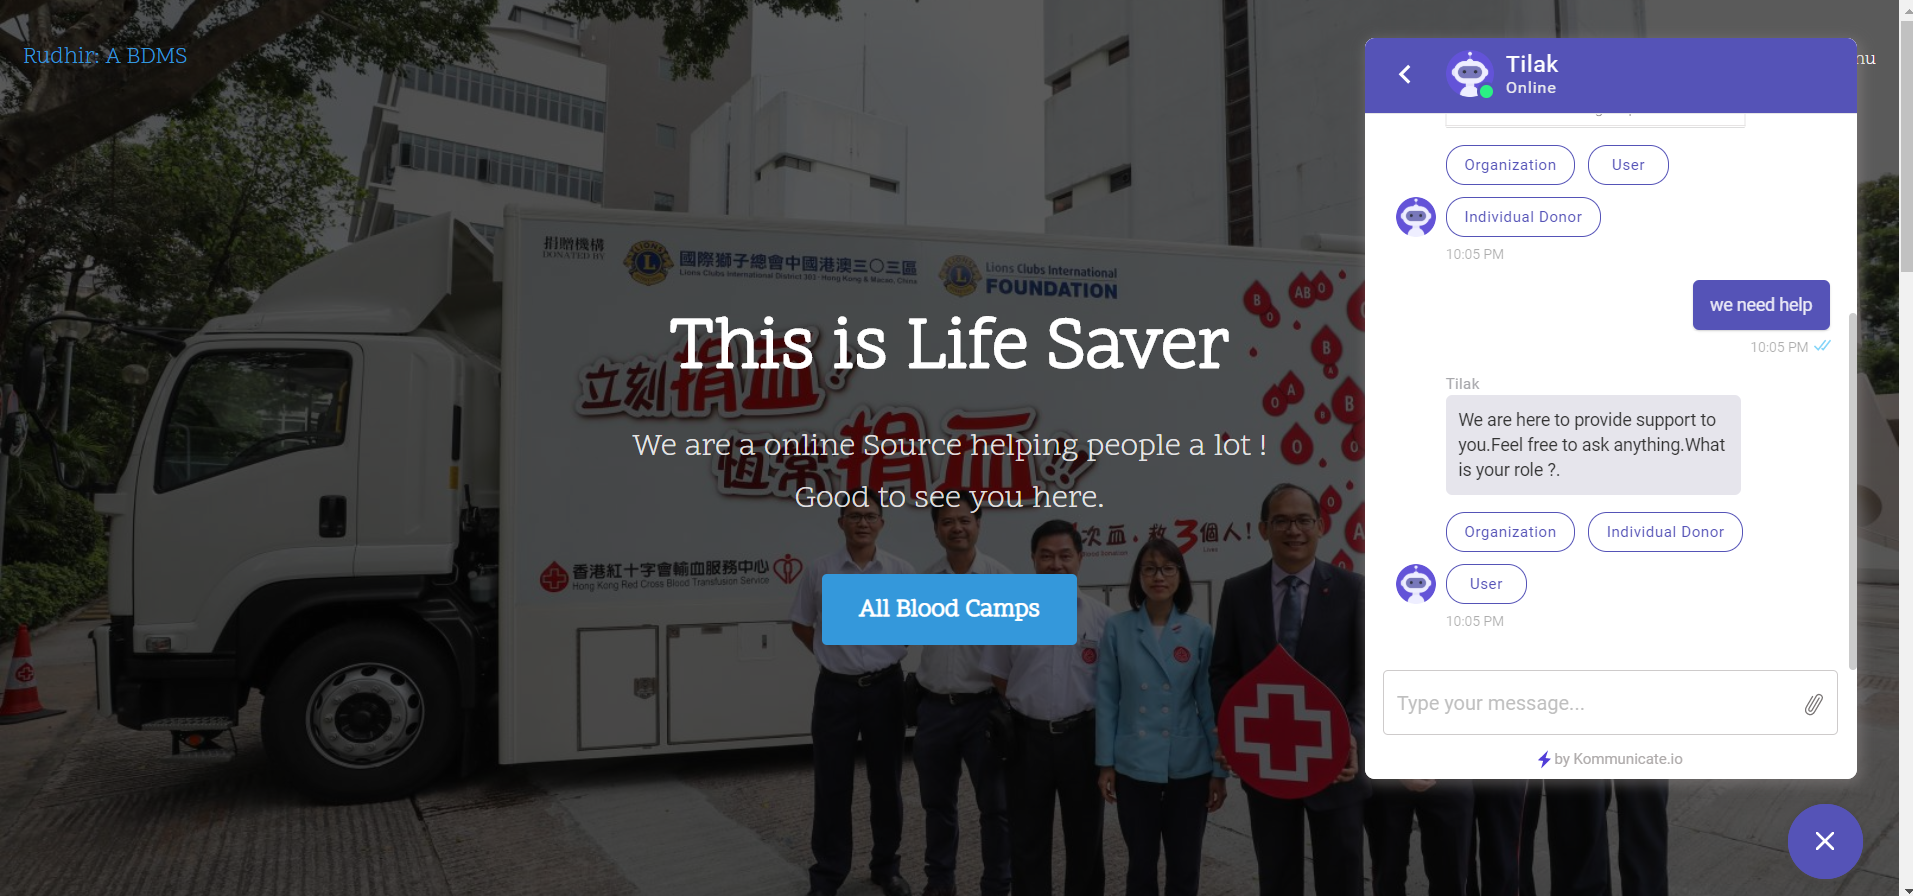 Rudhir: A BDMS
nu
捐贈機構
DONATED BY
國際獅子總會中國港澳三〇三區
Lions Clubs International District 303 - Hong Kong & Macao, China
Lions Clubs International
FOUNDATION
B
AB
O
O
This is Life Saver
立刻捐血!
B
B
O
A
We are a online Source helping people a lot !
恆常捐血!!
O
Good to see you here.
次血，救3個人!
香港紅十字會輸血服務中心
Hong Kong Red Cross Blood Transfusion Service
All Blood Camps
Tilak
Online
Organization
User
Individual Donor
10:05 PM
we need help
10:05 PM
Tilak
We are here to provide support to
you.Feel free to ask anything.What
is your role ?.
Organization
Individual Donor
User
10:05 PM
Type your message...
by Kommunicate.io